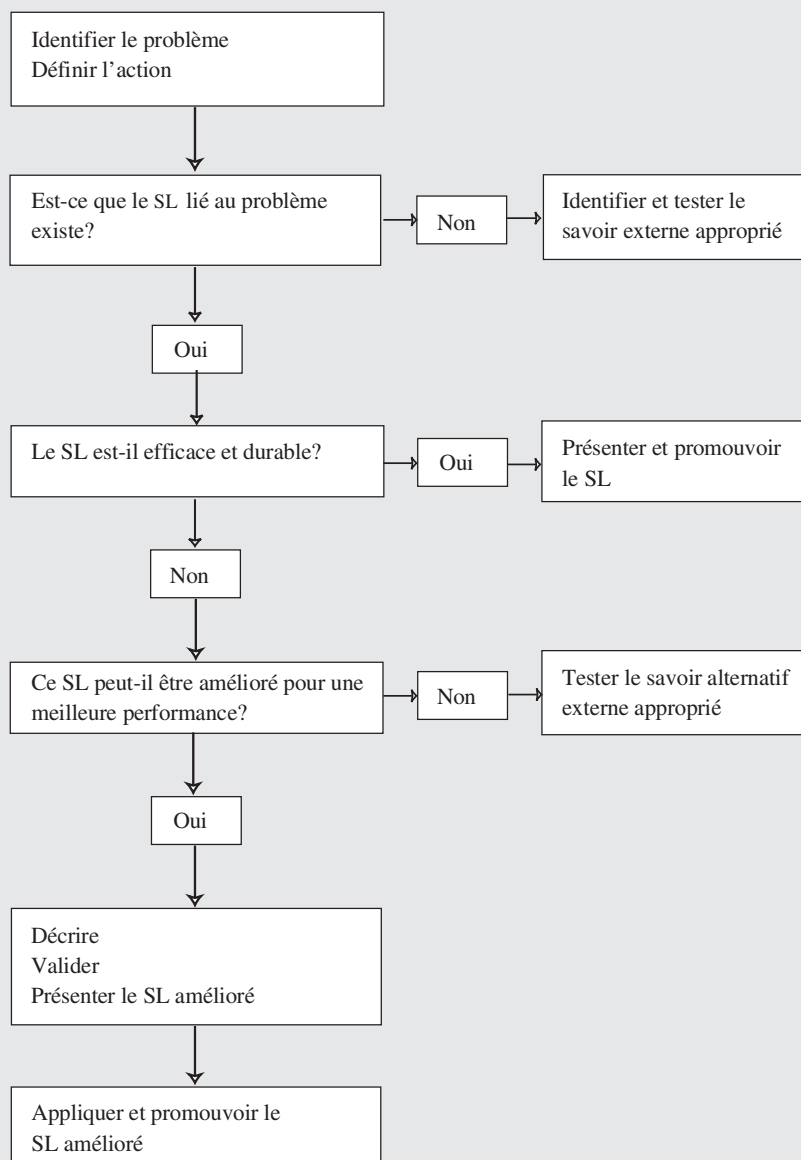 Identifier le problème
Définir l’action
Est-ce que le SL lié au problème
existe?
Non
Identifier et tester le
savoir externe approprié
Oui
Le SL est-il efficace et durable?
Oui
Présenter et promouvoir
le SL
Non
Ce SL peut-il être amélioré pour une
meilleure performance?
Non
Tester le savoir alternatif
externe approprié
Oui
Décrire
Valider
Présenter le SL amélioré
Appliquer et promouvoir le
SL amélioré